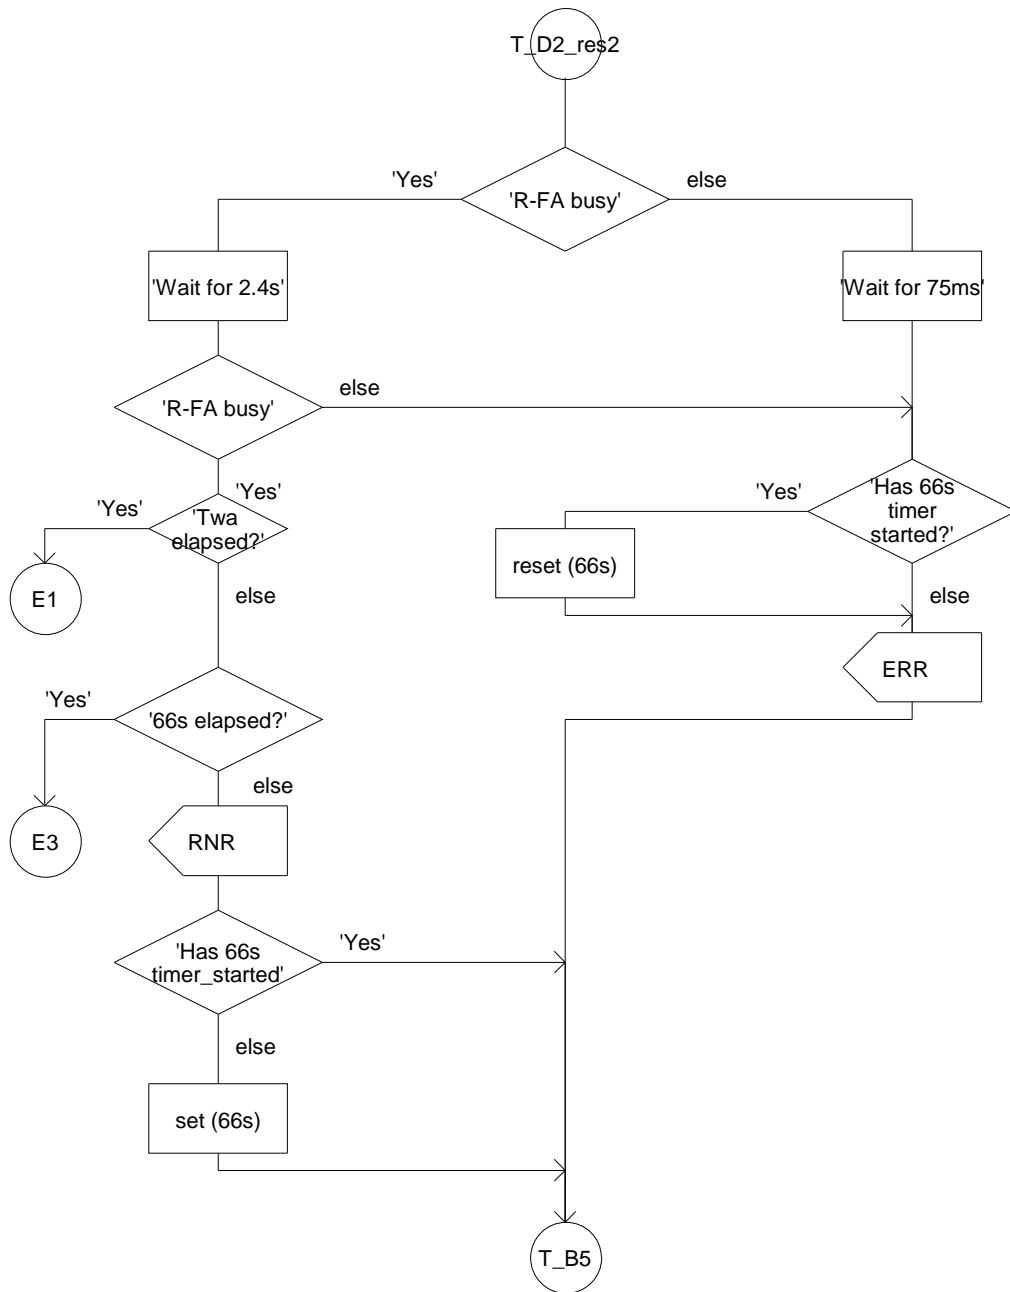 T_D2_res2
'Yes'
else
'R-FA busy'
'Wait for 2.4s'
'Wait for 75ms'
else
'R-FA busy'
'Yes'
'Yes'
'Yes'
'Has 66s
timer
started?'
'Twa
elapsed?'
reset (66s)
E1
else
else
ERR
'Yes'
'66s elapsed?'
else
E3
RNR
'Yes'
'Has 66s
timer_started'
else
set (66s)
T_B5